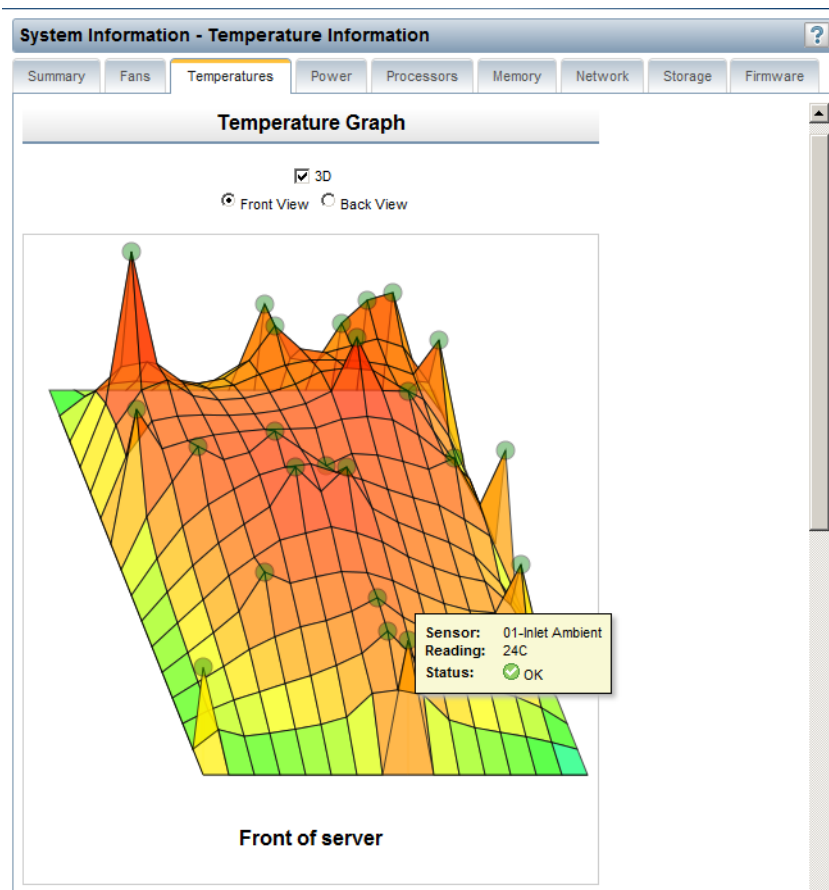 System Information - Temperature Information
?
Summary Fans Temperatures Power Processors Memory Network Storage Firmware
Temperature Graph
3D
Front View Back View
Sensor: 01-Inlet Ambient
Reading: 24C
Status: OK
Front of server